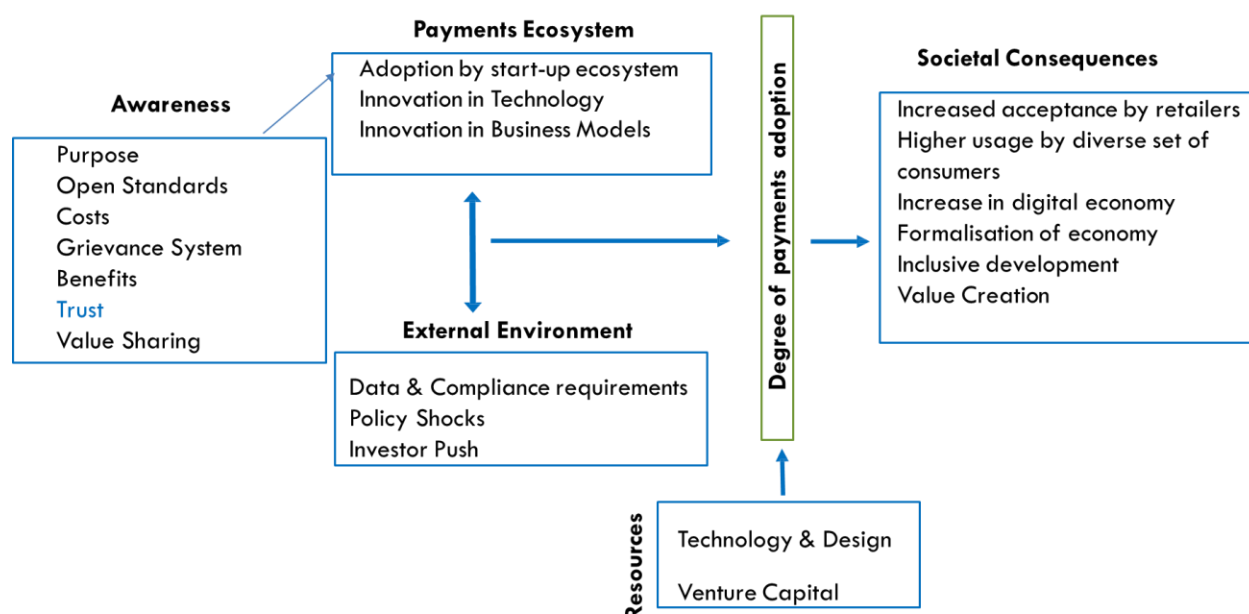 Payments Ecosystem
Adoption by start-up ecosystem
Innovation in Technology
Innovation in Business Models
Awareness
Purpose
Open Standards
Costs
Grievance System
Benefits
Trust
Value Sharing
External Environment
Data & Compliance requirements
Policy Shocks
Investor Push
Degree of payments adoption
Resources
Technology & Design
Venture Capital
Societal Consequences
Increased acceptance by retailers
Higher usage by diverse set of
consumers
Increase in digital economy
Formalisation of economy
Inclusive development
Value Creation